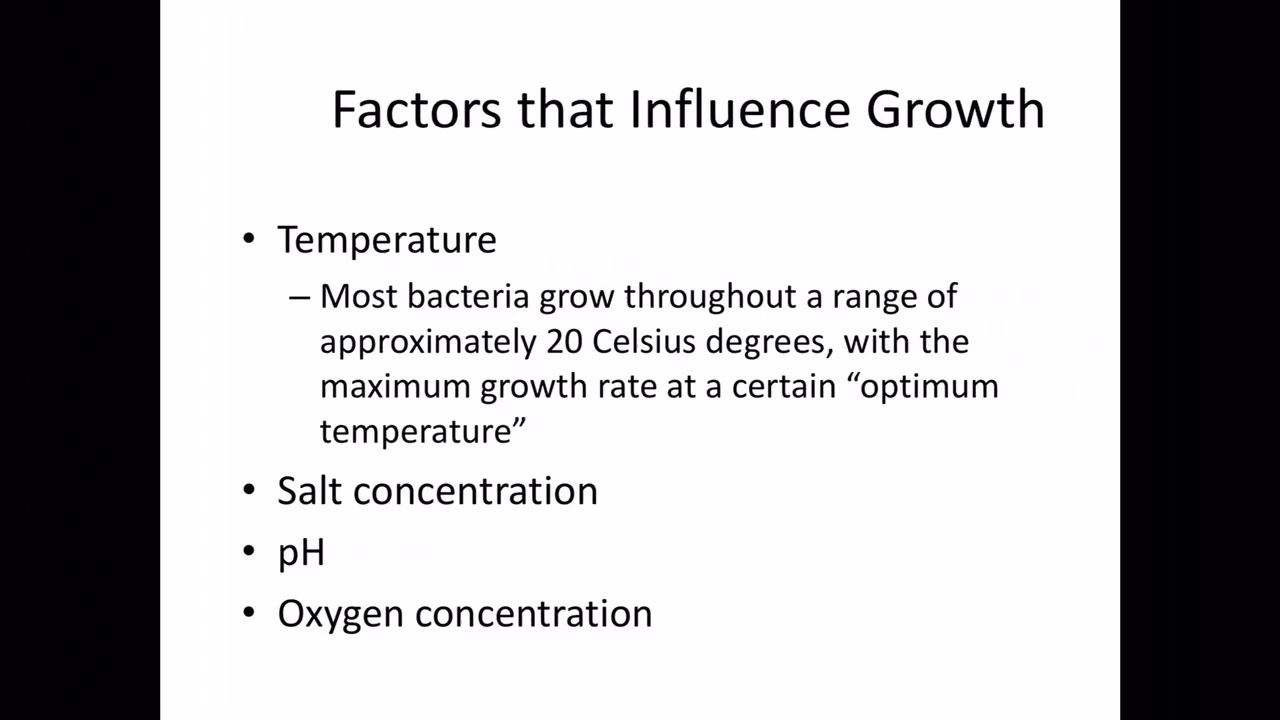 Factors that Influence Growth
• Temperature
– Most bacteria grow throughout a range of
approximately 20 Celsius degrees, with the
maximum growth rate at a certain “optimum
temperature”
• Salt concentration
• pH
• Oxygen concentration